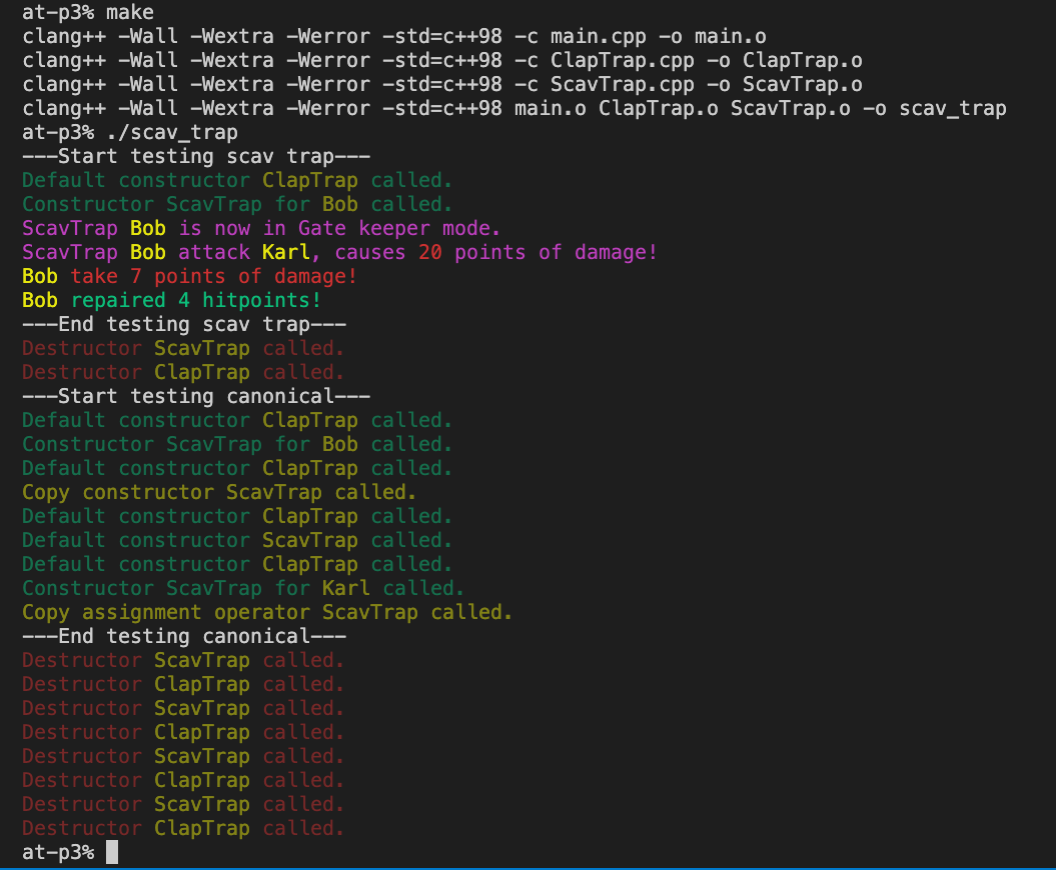 at-p3% make
clang++ -Wall -Wextra -Werror -std=c++98 -c main.cpp -o main.o
clang++ -Wall -Wextra -Werror -std=c++98 -c ClapTrap.cpp -o ClapTrap.o
clang++ -Wall -Wextra -Werror -std=c++98 -c ScavTrap.cpp -o ScavTrap.o
clang++ -Wall -Wextra -Werror -std=c++98 main.o ClapTrap.o ScavTrap.o -o scav_trap
at-p3% ./scav_trap
---Start testing scav trap---
Default constructor ClapTrap called.
Constructor ScavTrap for Bob called.
ScavTrap Bob is now in Gate keeper mode.
ScavTrap Bob attack Karl, causes 20 points of damage!
Bob take 7 points of damage!
Bob repaired 4 hitpoints!
---End testing scav trap---
Destructor ScavTrap called.
Destructor ClapTrap called.
---Start testing canonical---
Default constructor ClapTrap called.
Constructor ScavTrap for Bob called.
Default constructor ClapTrap called.
Copy constructor ScavTrap called.
Default constructor ClapTrap called.
Default constructor ScavTrap called.
Default constructor ClapTrap called.
Constructor ScavTrap for Karl called.
Copy assignment operator ScavTrap called.
---End testing canonical---
Destructor ScavTrap called.
Destructor ClapTrap called.
Destructor ScavTrap called.
Destructor ClapTrap called.
Destructor ScavTrap called.
Destructor ClapTrap called.
Destructor ScavTrap called.
Destructor ClapTrap called.
at-p3%